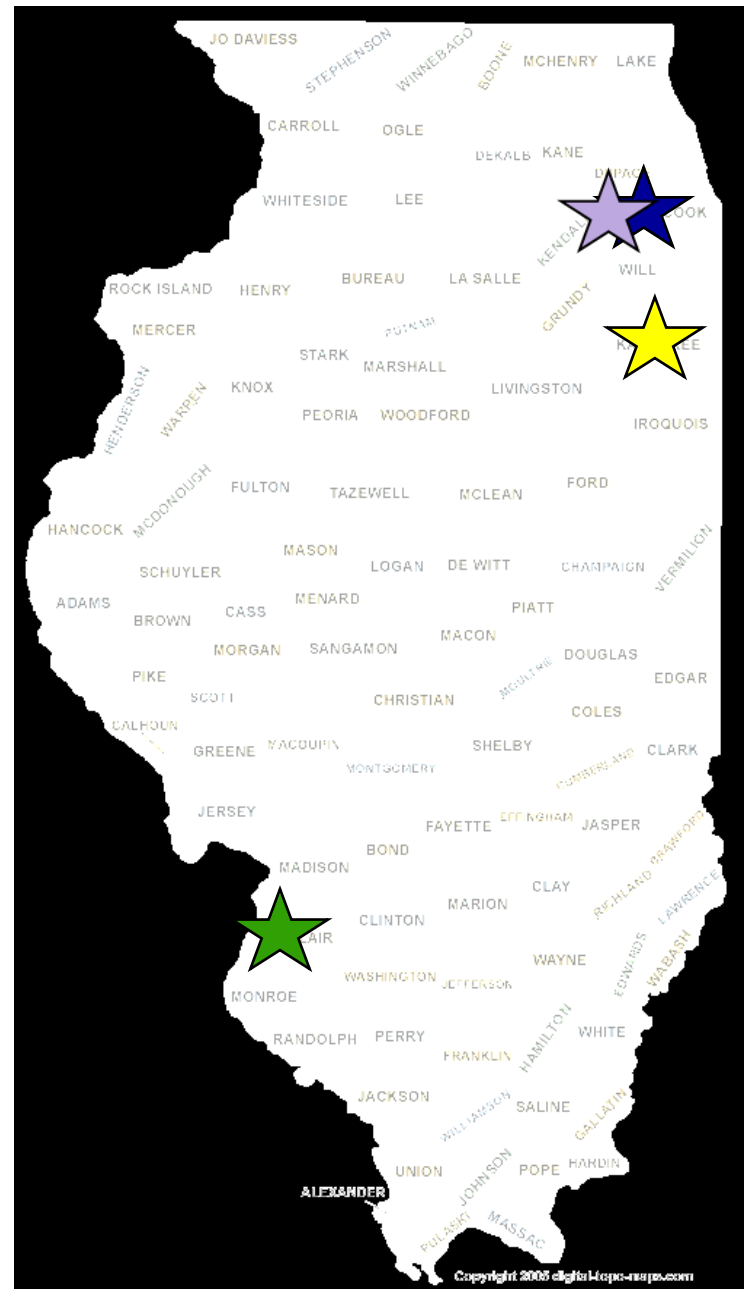 JO DAVIESS
STEPHENSON
WINNEBAGO
BOONE
MCHENRY
LAKE
CARROLL
OGLE
DEKALB
KANE
WHITESIDE
LEE
COOK
KENDALL
WILL
ROCK ISLAND
HENRY
BUREAU
LA SALLE
GRUNDY
MERCER
PUTNAM
STARK
MARSHALL
HENDERSON
WARREN
KNOX
LIVINGSTON
PEORIA
WOODFORD
IROQUOIS
MCDONOUGH
FULTON
TAZEWELL
MCLEAN
FORD
HANCOCK
MASON
SCHUYLER
LOGAN
DE WITT
CHAMPAIGN
VERMILION
ADAMS
BROWN
CASS
MENARD
PIATT
MORGAN
SANGAMON
MACON
DOUGLAS
PIKE
SCOTT
CHRISTIAN
MOULTRIE
EDGAR
COLES
CALHOUN
GREENE
MACOUPIN
MONTGOMERY
SHELBY
CUMBERLAND
CLARK
JERSEY
FAYETTE
EFFINGHAM
JASPER
CRAWFORD
BOND
MADISON
CLAY
RICHLAND
LAWRENCE
MARION
CLINTON
LAIR
WAYNE
EDWARDS
WABASH
WASHINGTON
JEFFERSON
MONROE
RANDOLPH
PERRY
FRANKLIN
HAMILTON
WHITE
JACKSON
WILLIAMSON
SALINE
GALLATIN
UNION
JOHNSON
POPE
HARDIN
ALEXANDER
PULASKI
MASSAC
Copyright 2005 digital-topo-maps.com